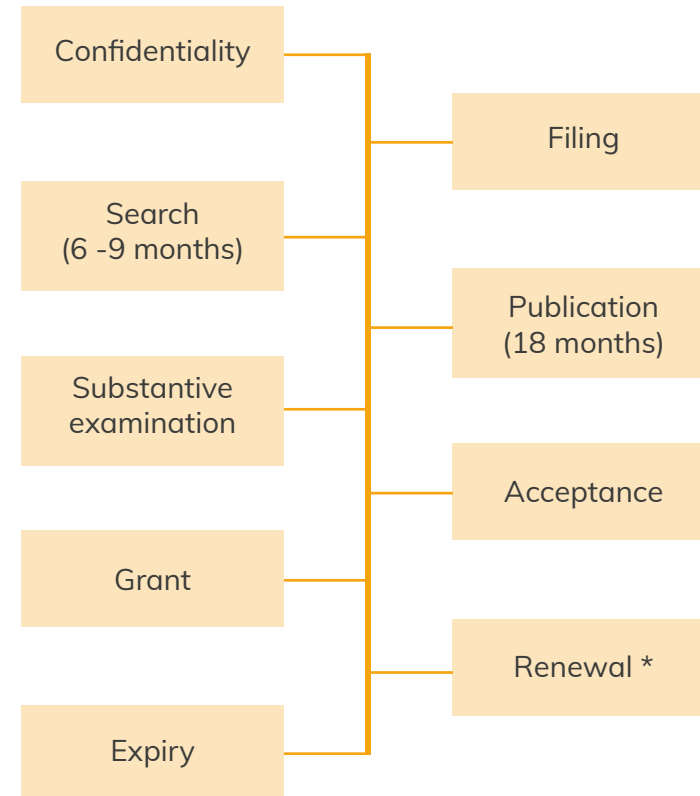 Confidentiality
Filing
Search
(6 -9 months)
Publication
(18 months)
Substantive
examination
Acceptance
Grant
Renewal *
Expiry